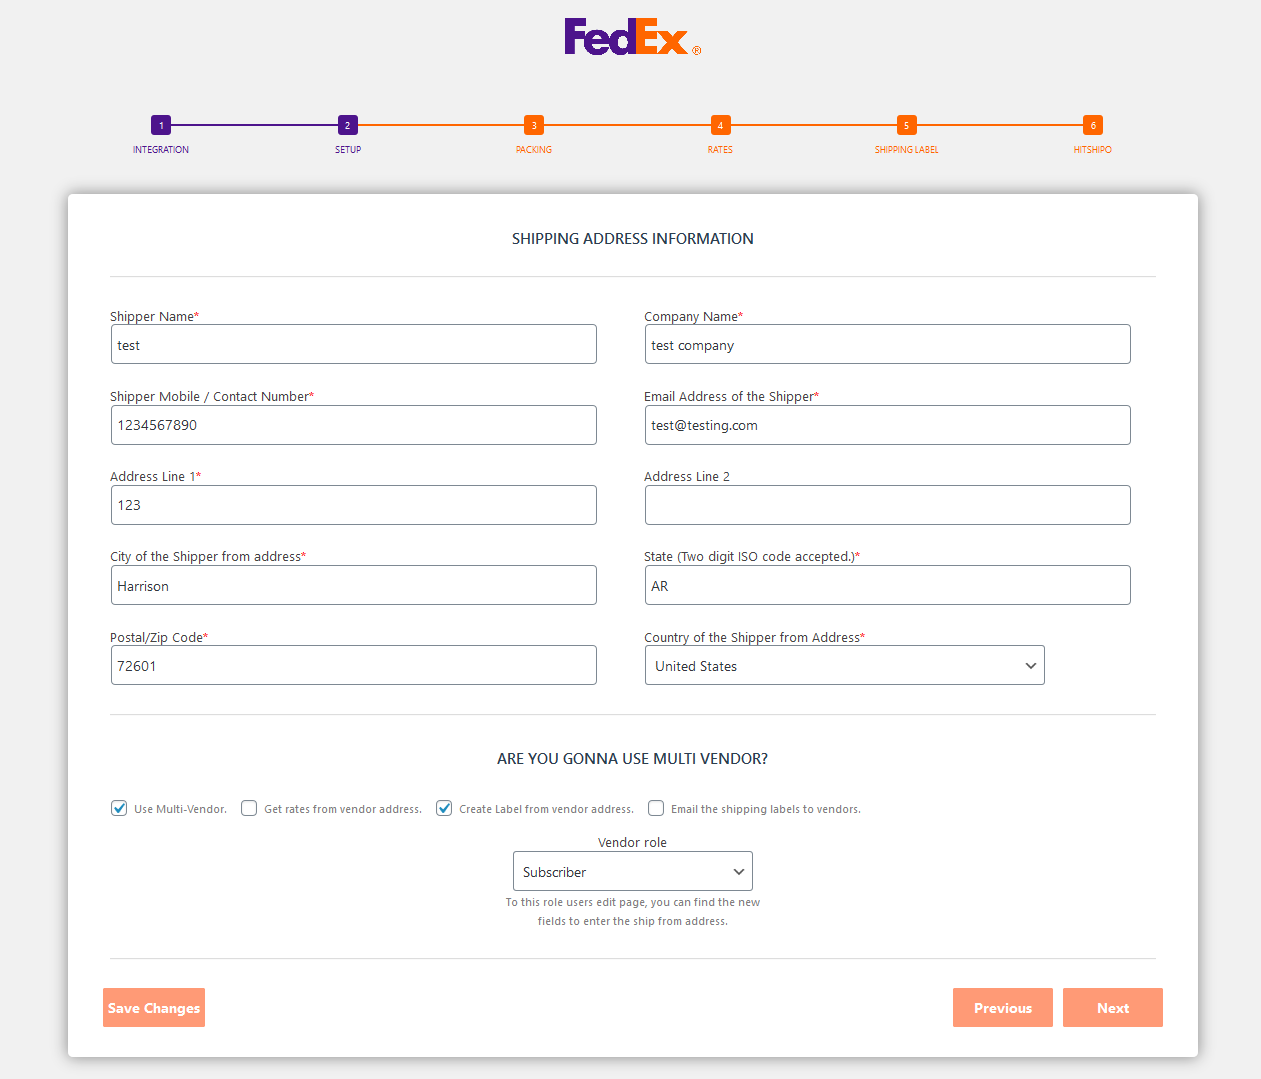 FedEx ®
1 2 3 4 5 6
INTEGRATION SETUP PACKING RATES SHIPPING LABEL HITSHIPO
SHIPPING ADDRESS INFORMATION
Shipper Name* Company Name*
test test company
Shipper Mobile / Contact Number* Email Address of the Shipper*
1234567890 test@testing.com
Address Line 1* Address Line 2
123
City of the Shipper from address* State (Two digit ISO code accepted.)*
Harrison AR
Postal/Zip Code* Country of the Shipper from Address*
72601 United States
ARE YOU GONNA USE MULTI VENDOR?
Use Multi-Vendor. Get rates from vendor address. Create Label from vendor address. Email the shipping labels to vendors.
Vendor role
Subscriber
To this role users edit page, you can find the new
fields to enter the ship from address.
Save Changes Previous Next